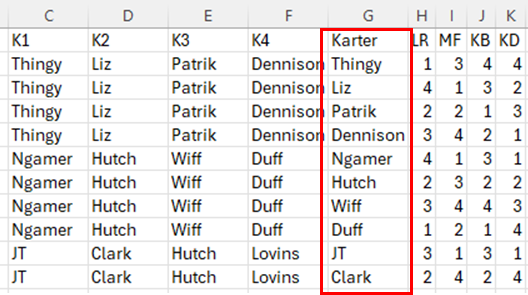 C D E F G H I J K
K1 K2 K3 K4 Karter LR MF KB KD
Thingy Liz Patrik Dennison Thingy 1 3 4 4
Thingy Liz Patrik Dennison Liz 4 1 3 2
Thingy Liz Patrik Dennison Patrik 2 2 1 3
Thingy Liz Patrik Dennison Dennison 3 4 2 1
Ngamer Hutch Wiff Duff Ngamer 4 1 3 1
Ngamer Hutch Wiff Duff Hutch 2 3 2 2
Ngamer Hutch Wiff Duff Wiff 3 4 4 3
Ngamer Hutch Wiff Duff Duff 1 2 1 4
JT Clark Hutch Lovins JT 3 1 3 1
JT Clark Hutch Lovins Clark 2 4 2 4